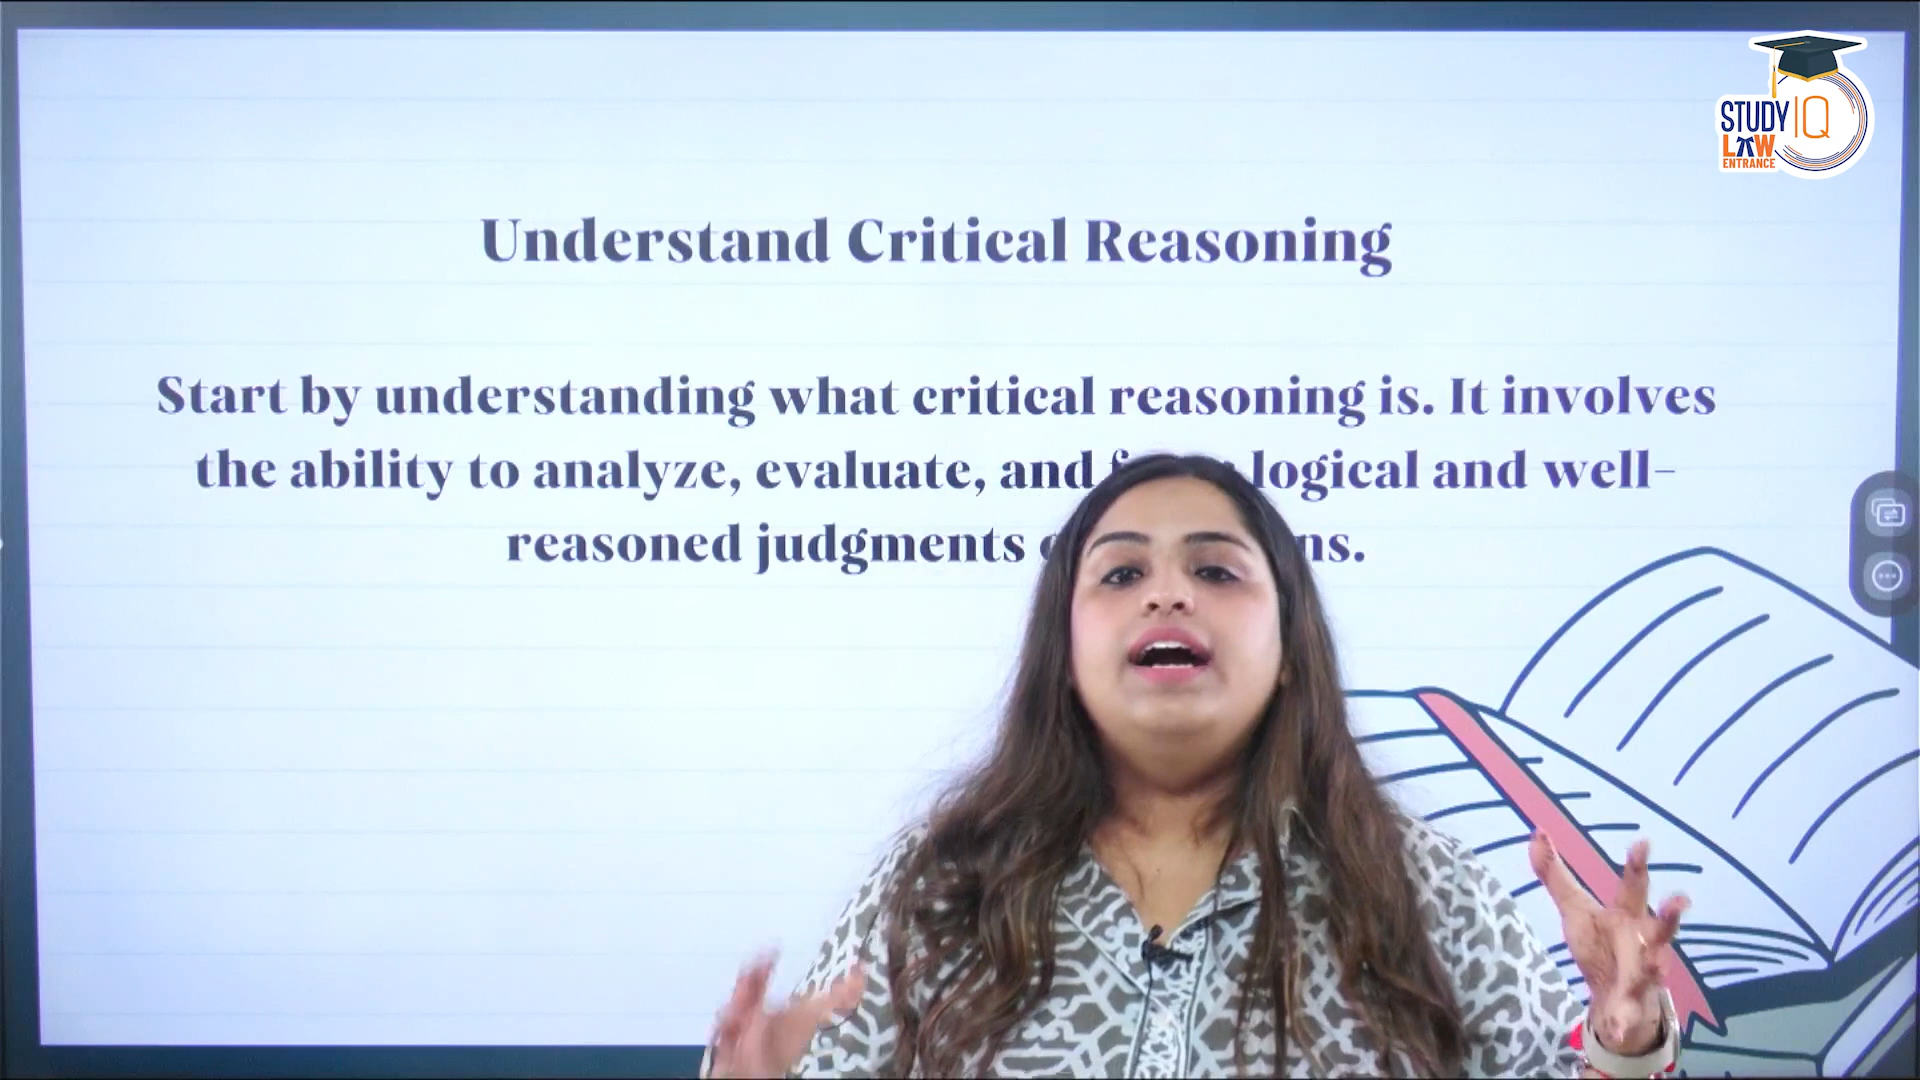 STUDY IQ
LAW
ENTRANCE
Understand Critical Reasoning
Start by understanding what critical reasoning is. It involves
the ability to analyze, evaluate, and logical and well-
reasoned judgments